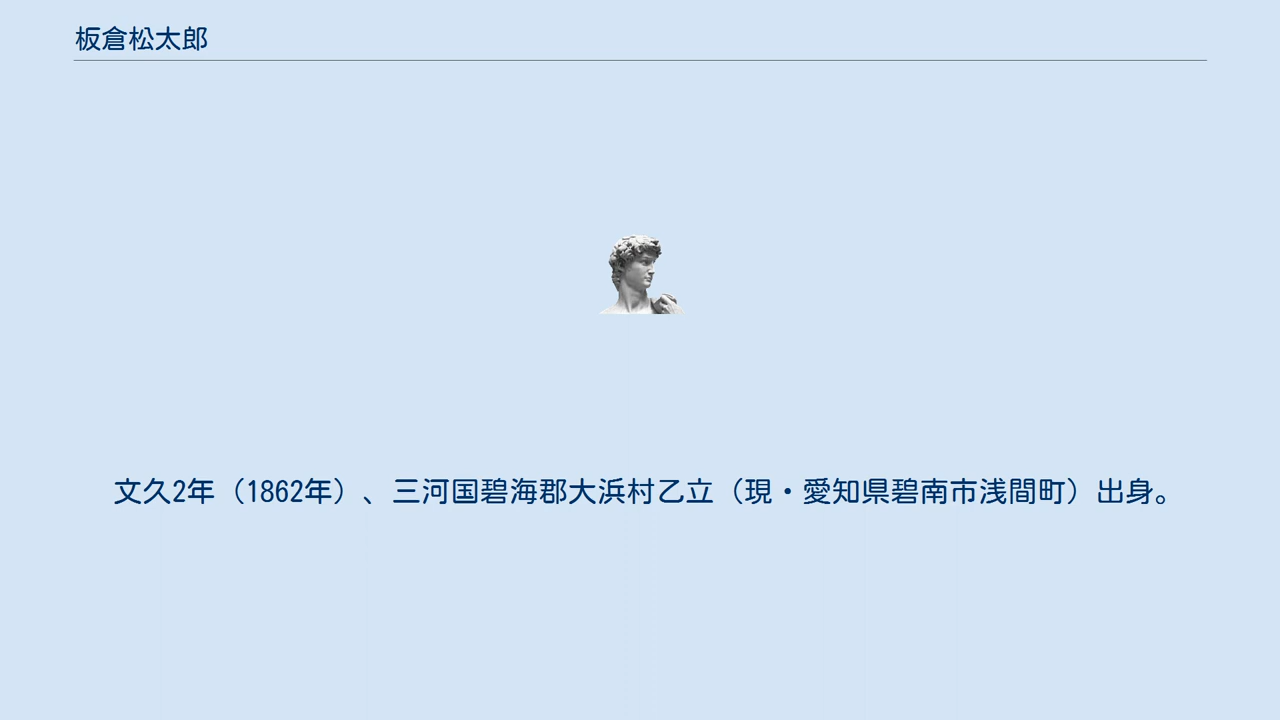 板倉松太郎
文久2年（1862年）、三河国碧海郡大浜村乙立（現・愛知県碧南市浅間町）出身。